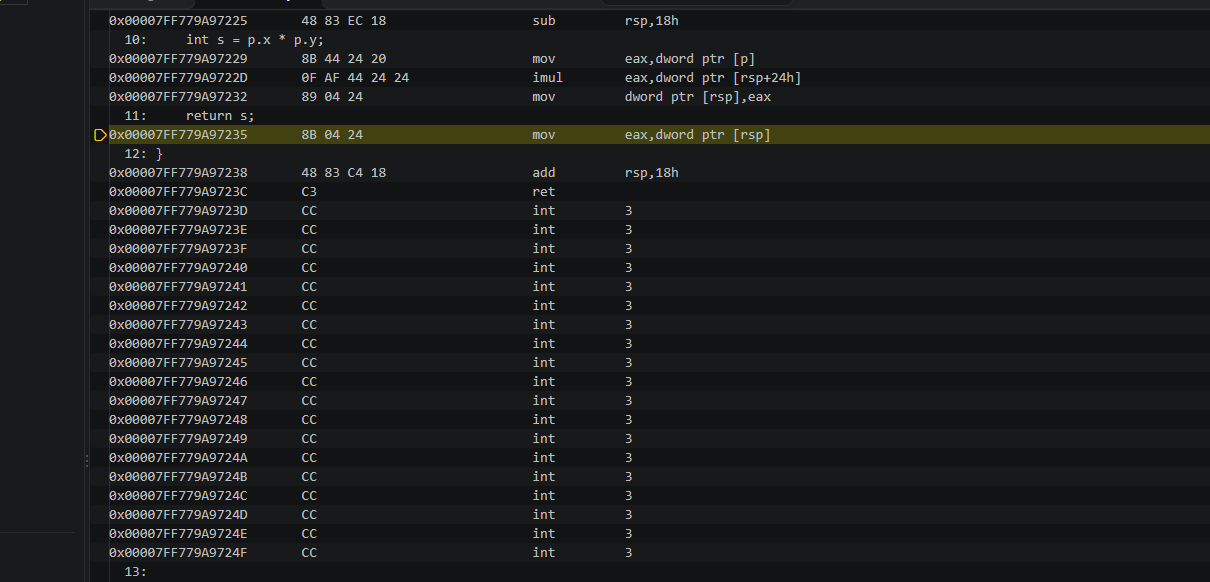 0x00007FF779A97225 48 83 EC 18 sub rsp,18h
10: int s = p.x * p.y;
0x00007FF779A97229 8B 44 24 20 mov eax,dword ptr [p]
0x00007FF779A9722D 0F AF 44 24 24 imul eax,dword ptr [rsp+24h]
0x00007FF779A97232 89 04 24 mov dword ptr [rsp],eax
11: return s;
0x00007FF779A97235 8B 04 24 mov eax,dword ptr [rsp]
12: }
0x00007FF779A97238 48 83 C4 18 add rsp,18h
0x00007FF779A9723C C3 ret
0x00007FF779A9723D CC int 3
0x00007FF779A9723E CC int 3
0x00007FF779A9723F CC int 3
0x00007FF779A97240 CC int 3
0x00007FF779A97241 CC int 3
0x00007FF779A97242 CC int 3
0x00007FF779A97243 CC int 3
0x00007FF779A97244 CC int 3
0x00007FF779A97245 CC int 3
0x00007FF779A97246 CC int 3
0x00007FF779A97247 CC int 3
0x00007FF779A97248 CC int 3
0x00007FF779A97249 CC int 3
0x00007FF779A9724A CC int 3
0x00007FF779A9724B CC int 3
0x00007FF779A9724C CC int 3
0x00007FF779A9724D CC int 3
0x00007FF779A9724E CC int 3
0x00007FF779A9724F CC int 3
13: